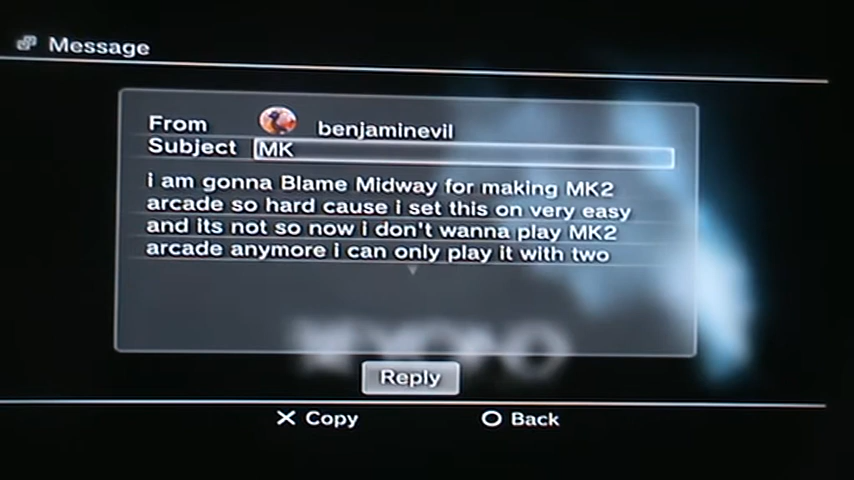 Message
From benjaminevil
Subject MK
i am gonna Blame Midway for making MK2
arcade so hard cause i set this on very easy
and its not so now i don't wanna play MK2
arcade anymore i can only play it with two
Reply
X Copy
O Back